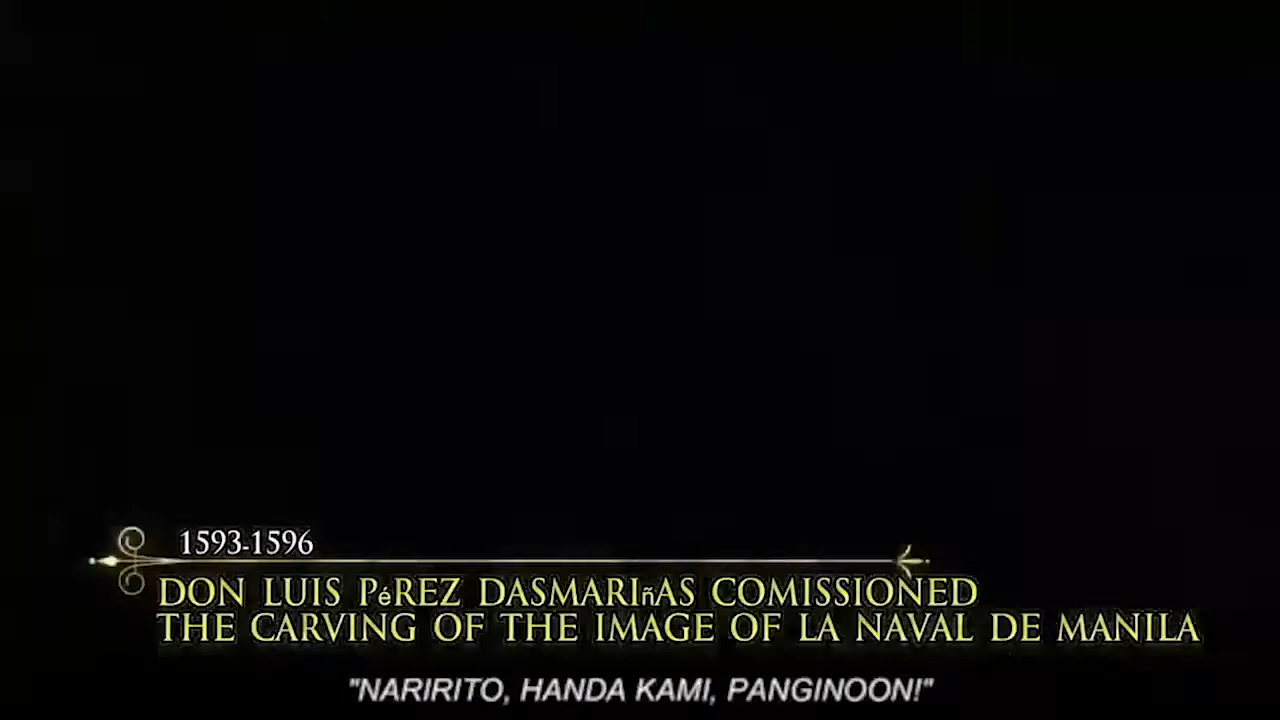 1593-1596
DON LUIS PéREZ DASMARIñAS COMISSIONED
THE CARVING OF THE IMAGE OF LA NAVAL DE MANILA
"NARIRITO, HANDA KAMI, PANGINOON!"